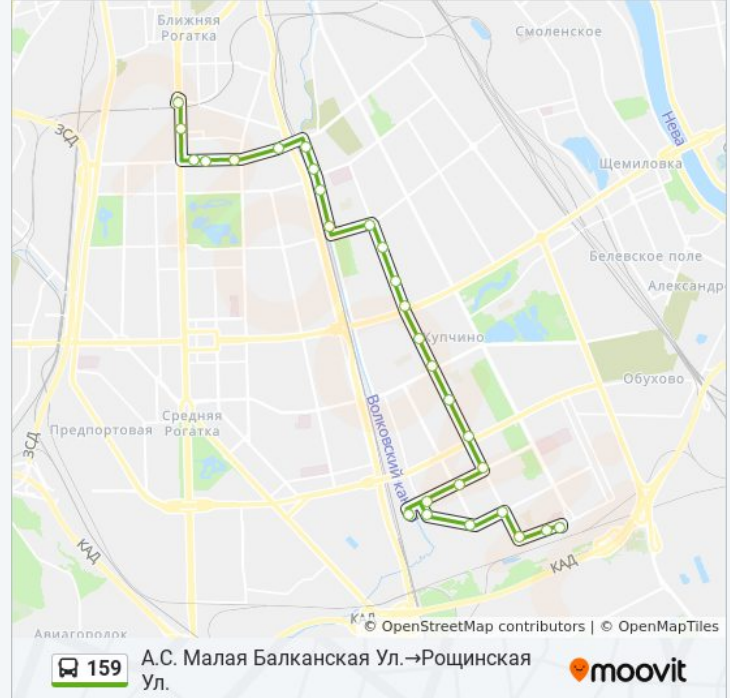 Ближняя
Рогатка
Смоленское
Нева
ЗСД
Щемиловка
Белевское поле
Александр
Купчино
Обухово
Волковский кан
Средняя
Рогатка
Предпортовая
ЗСД
КАД
КАД
КАД
© OpenStreetMap contributors | © OpenMapTiles
Авиагородок
159
А.С. Малая Балканская Ул.→Рощинская
Ул.
moovit